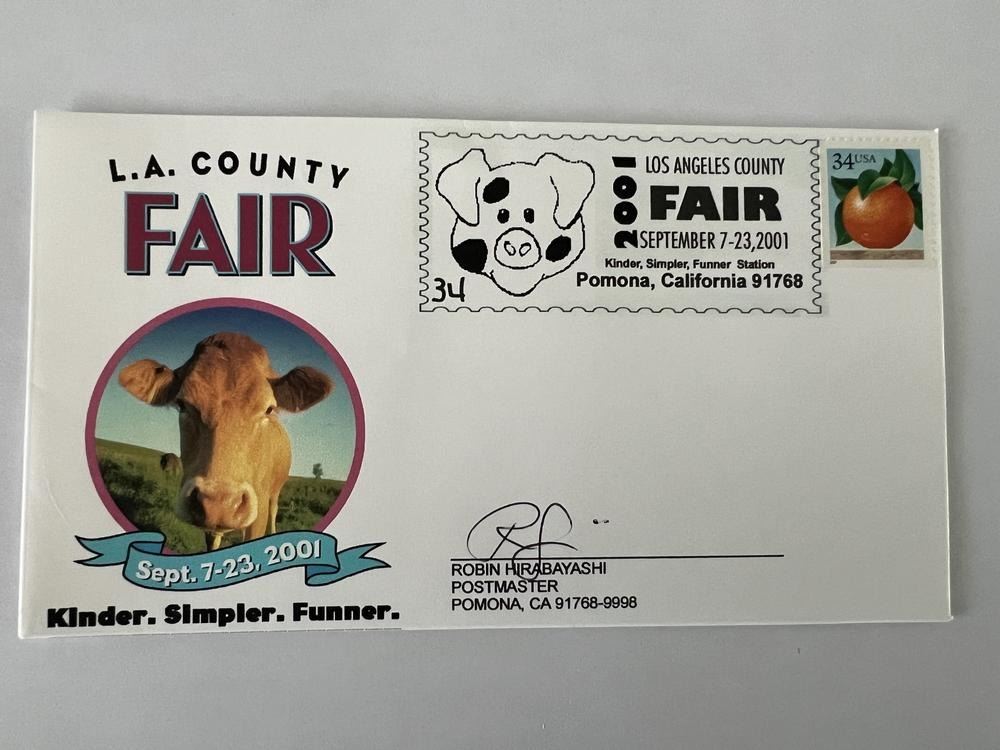 L.A. COUNTY
FAIR
Sept. 7-23, 2001
Kinder. Simpler. Funner.
34
2001
LOS ANGELES COUNTY
FAIR
SEPTEMBER 7-23,2001
Kinder, Simpler, Funner Station
Pomona, California 91768
34USA
ROBIN HIRABAYASHI
POSTMASTER
POMONA, CA 91768-9998